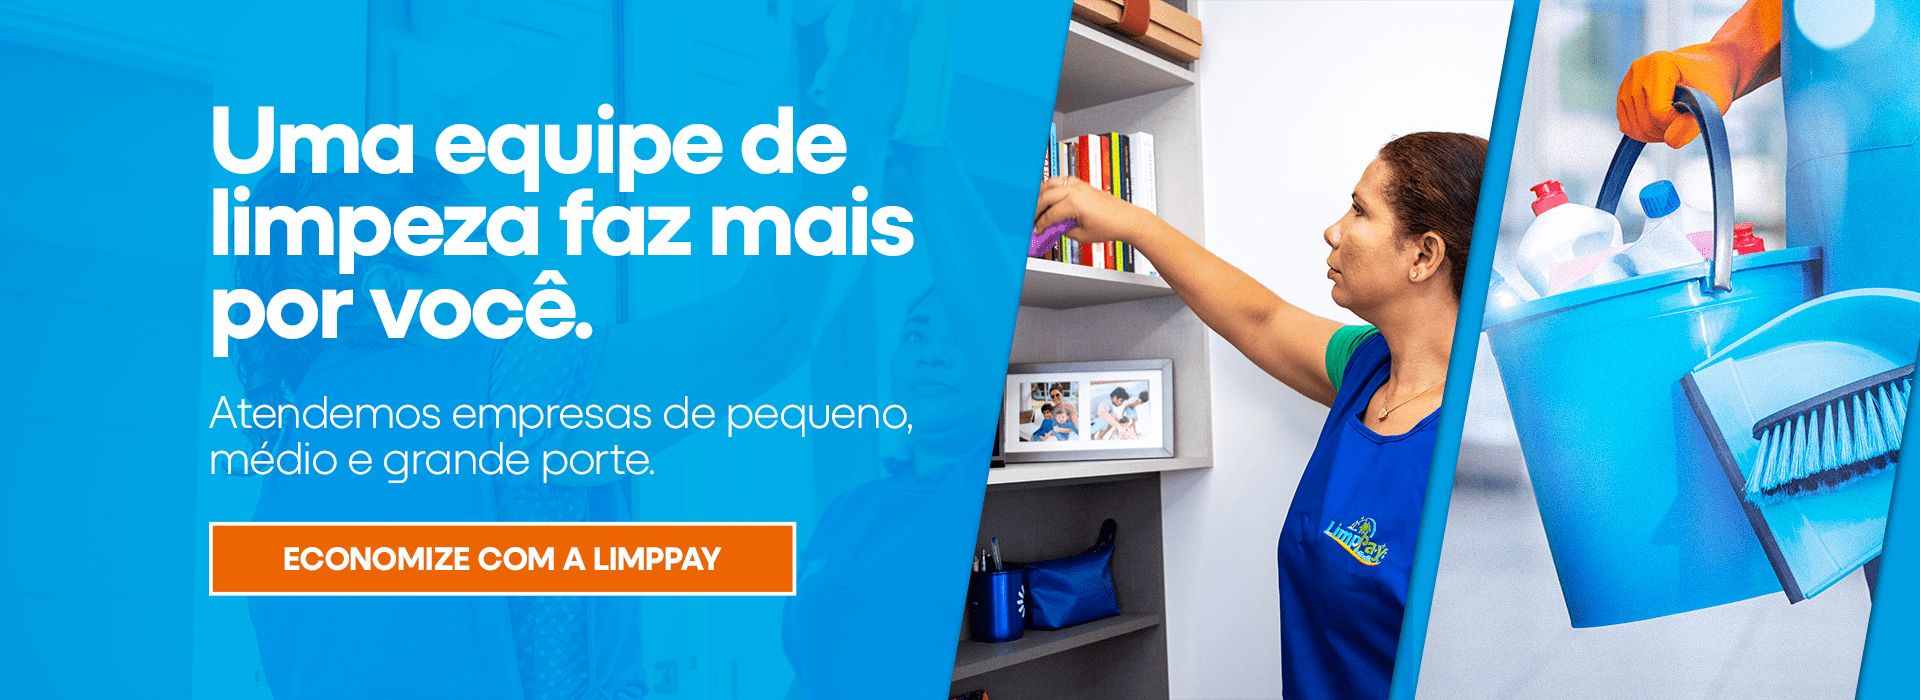 Uma equipe de
limpeza faz mais
por você.
Atendemos empresas de pequeno,
médio e grande porte.
ECONOMIZE COM A LIMPPAY
Limppay